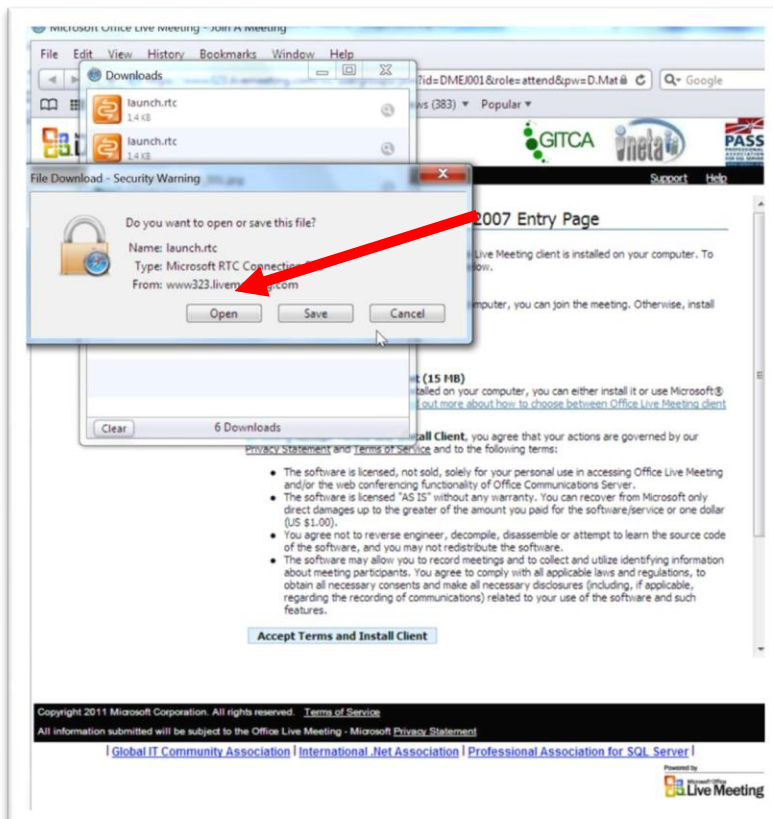 Microsoft Office Live Meeting - Join A Meeting
File Edit View History Bookmarks Window Help
Downloads
?id=DMEJ001&role=attend&pw=D.Mat
Google
launch.rtc
1,4 KB
ws (383) Popular
launch.rtc
1,4 KB
GITCA
ineta
PASS
PROFESSIONAL
ASSOCIATION
FOR SQL SERVER
Support Help
File Download - Security Warning
2007 Entry Page
Do you want to open or save this file?
Name: launch.rtc
Type: Microsoft RTC Connection
From: www323.livem
.com
Open Save Cancel
Live Meeting client is installed on your computer. To
ow.
mputer, you can join the meeting. Otherwise, install
t (15 MB)
talled on your computer, you can either install it or use Microsoft®
d out more about how to choose between Office Live Meeting client
Clear 6 Downloads
tall Client, you agree that your actions are governed by our
Privacy Statement and Terms of Service and to the following terms:
• The software is licensed, not sold, solely for your personal use in accessing Office Live Meeting
and/or the web conferencing functionality of Office Communications
Server.
• The software is licensed "AS IS" without any warranty. You can recover from Microsoft only
direct damages up to the greater of the amount you paid for the software/service or one dollar
(US $1.00).
• You agree not to reverse engineer, decompile, disassemble or attempt to learn the source code
of the software, and you may not redistribute the software.
• The software may allow you to record meetings and to collect and utilize identifying information
about meeting participants. You agree to comply with all applicable laws and regulations, to
obtain all necessary consents and make all necessary disclosures (including, if applicable,
regarding the recording of communications) related to your use of the software and such
features.
Accept Terms and Install Client
Copyright 2011 Microsoft Corporation. All rights reserved. Terms of Service
All information submitted will be subject to the Office Live Meeting - Microsoft Privacy Statement
| Global IT Community Association | International .Net Association | Professional Association for SQL Server |
Powered by
Microsoft Office
Live Meeting